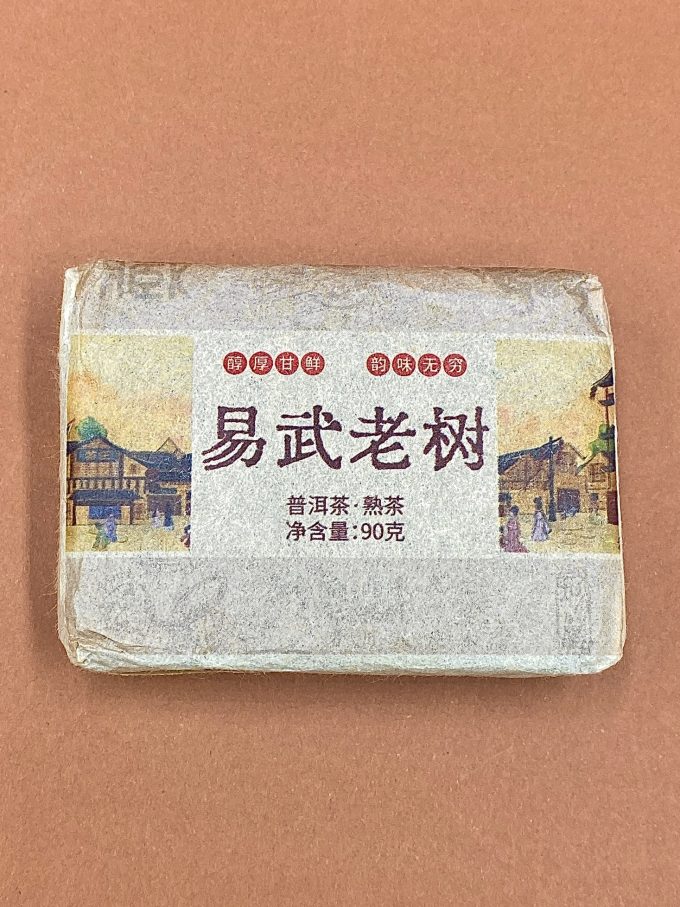 醇厚甘鲜 韵味无穷
易武老树
普洱茶·熟茶
净含量:90克